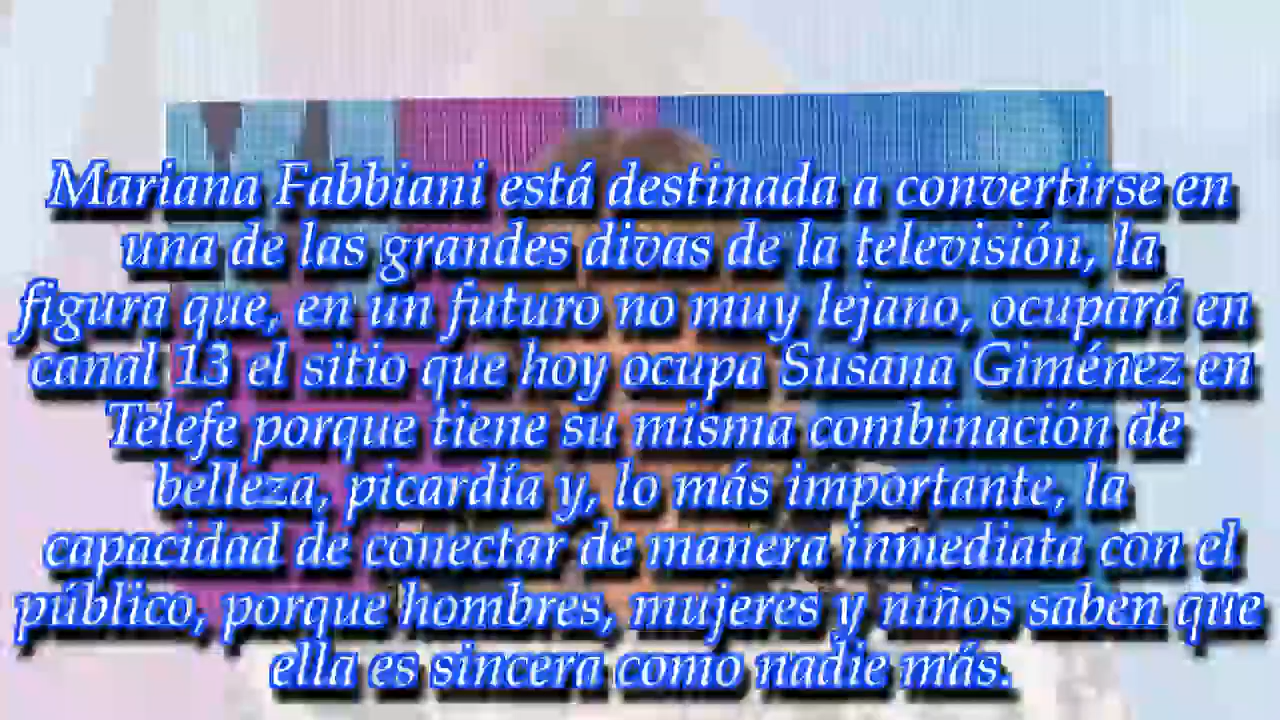 Mariana Fabbiani está destinada a convertirse en
una de las grandes divas de la televisión, la
figura que, en un futuro no muy lejano, ocupará en
canal 13 el sitio que hoy ocupa Susana Giménez en
Telefe porque tiene su misma combinación de
belleza, picardía y, lo más importante, la
capacidad de conectar de manera inmediata con el
público, porque hombres, mujeres y niños saben que
ella es sincera como nadie más.